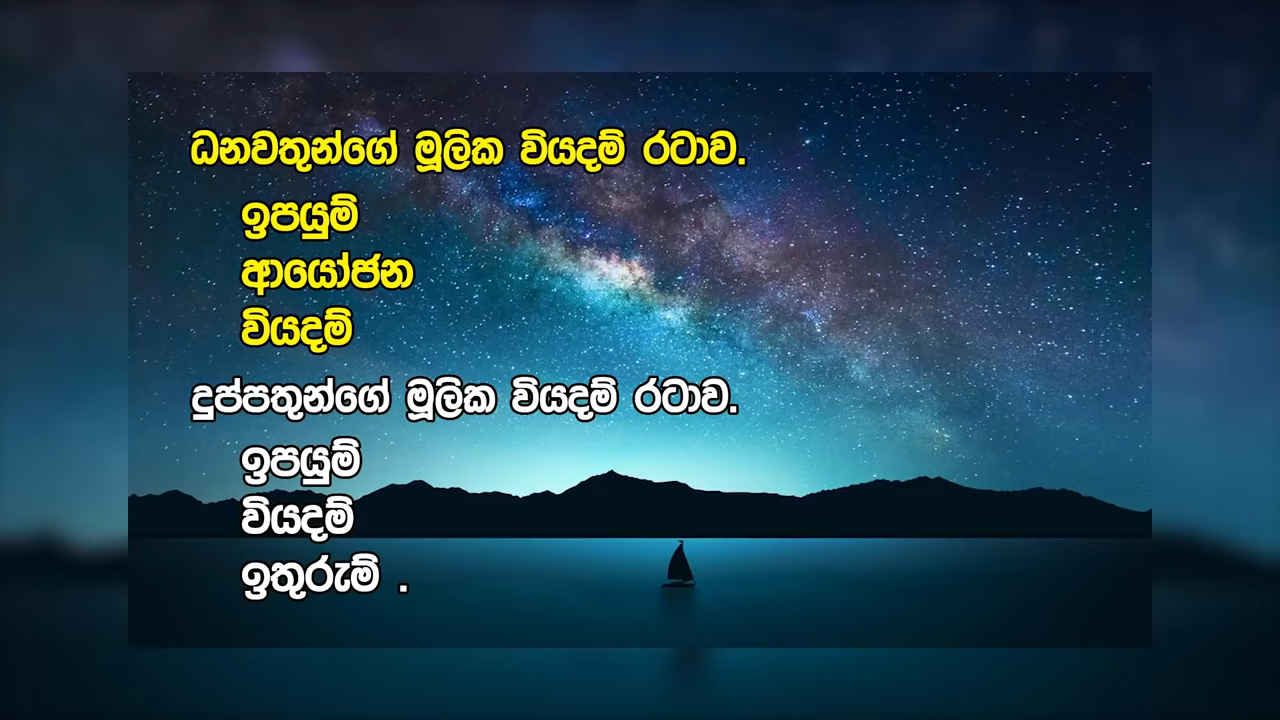 ධනවතුන්ගේ මූලික වියදම් රටාව.
ඉපයුම්
ආයෝජන
වියදම්
දුප්පතුන්ගේ මූලික වියදම් රටාව.
ඉපයුම්
වියදම්
ඉතුරුම් .